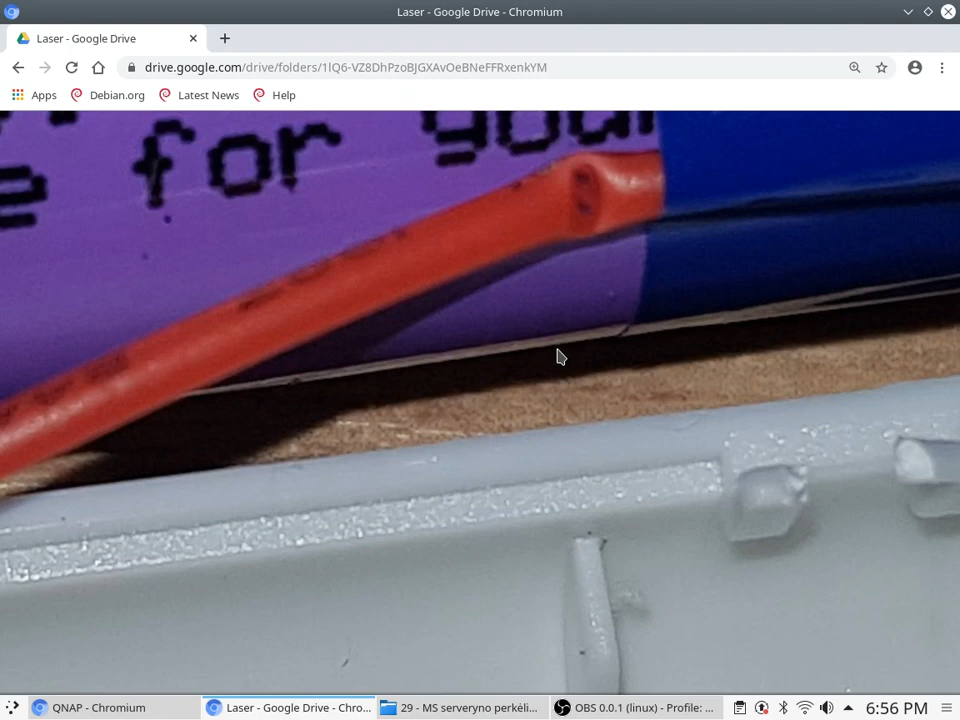 Laser - Google Drive - Chromium
Laser - Google Drive
drive.google.com/drive/folders/1lQ6-VZ8DhPzoBJGXAvOeBNeFFRxenkYM
Apps Debian.org Latest News Help
e for your
QNAP - Chromium Laser - Google Drive - Chro... 29 - MS serveryno perkėli... OBS 0.0.1 (linux) - Profile: ... 6:56 PM